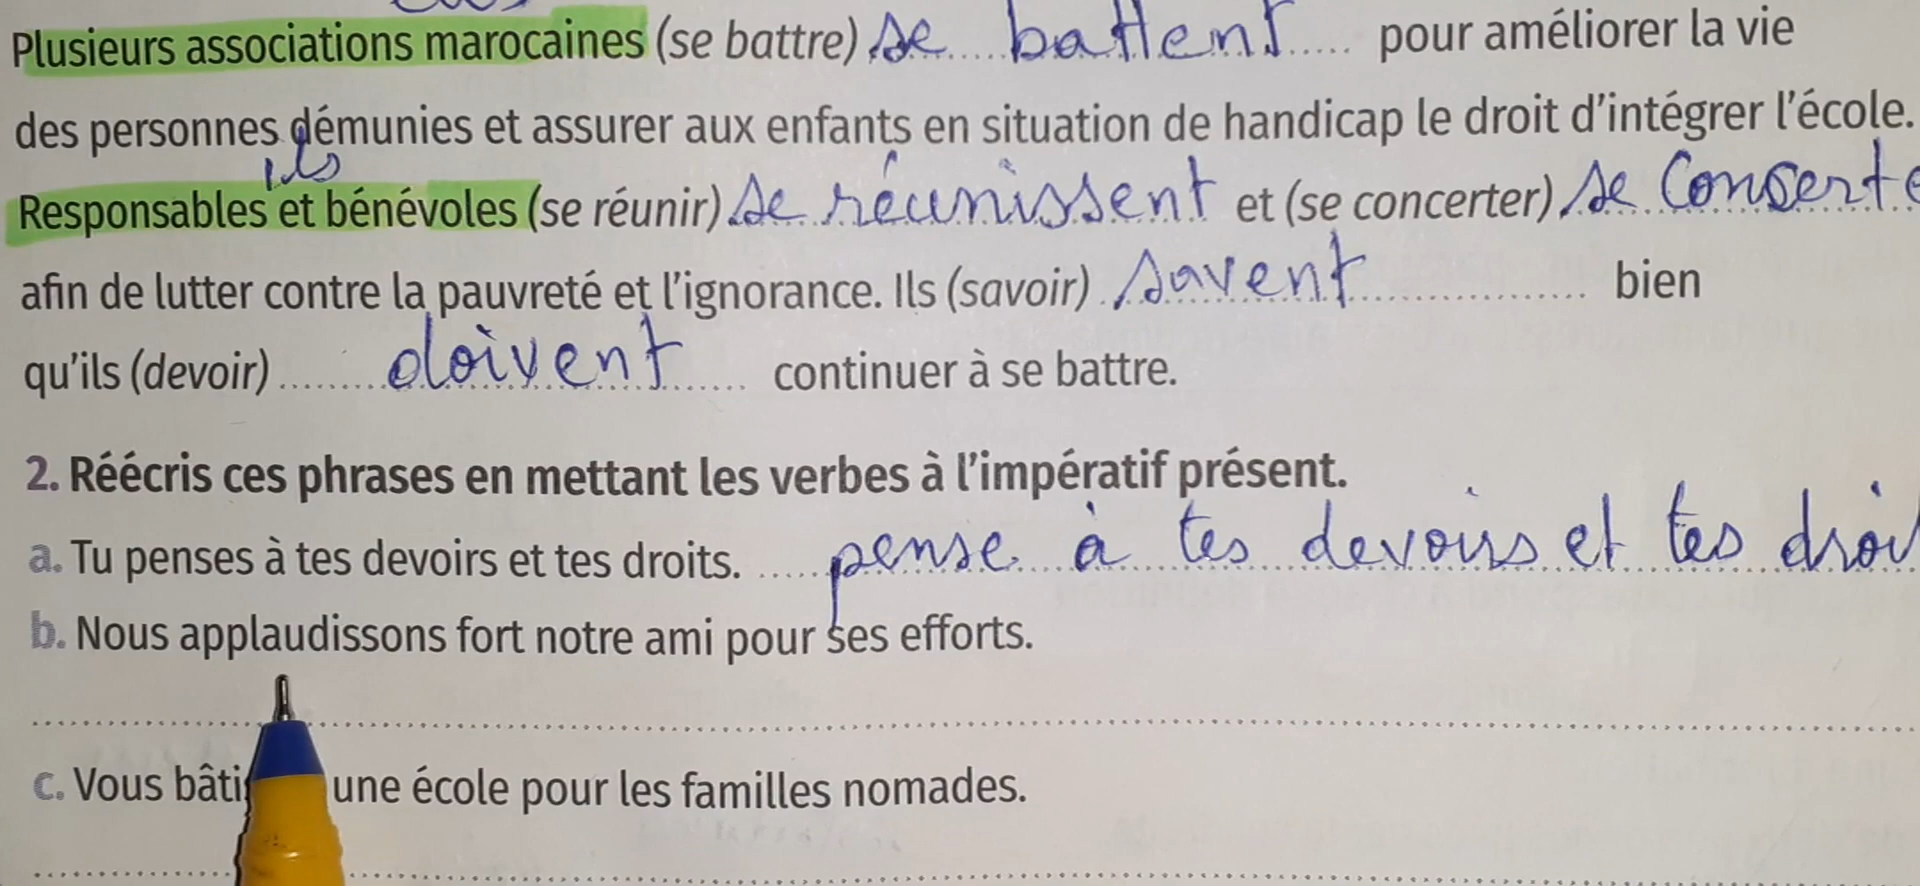 Plusieurs associations marocaines (se battre) se battent pour améliorer la vie
des personnes démunies et assurer aux enfants en situation de handicap le droit d'intégrer l'école.
ils
Responsables et bénévoles (se réunir) se réunissent et (se concerter) se
afin de lutter contre la pauvreté et l'ignorance. Ils (savoir) savent bien
qu'ils (devoir) doivent continuer à se battre.
2. Réécris ces phrases en mettant les verbes à l'impératif présent.
a. Tu penses à tes devoirs et tes droits. pense à tes devoirs et tes droi
b. Nous applaudissons fort notre ami pour ses efforts.
c. Vous bâti une école pour les familles nomades.